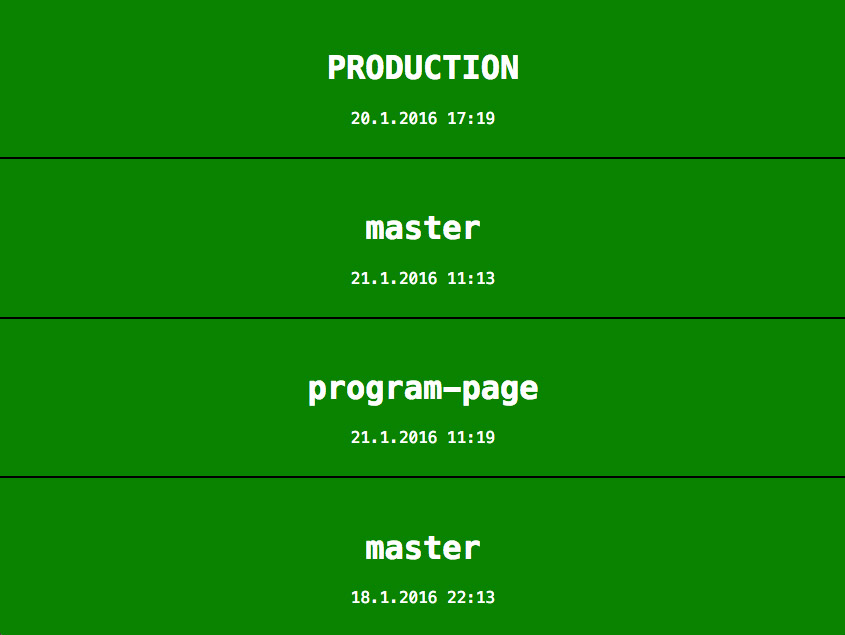 PRODUCTION
20.1.2016 17:19
master
21.1.2016 11:13
program-page
21.1.2016 11:19
master
18.1.2016 22:13